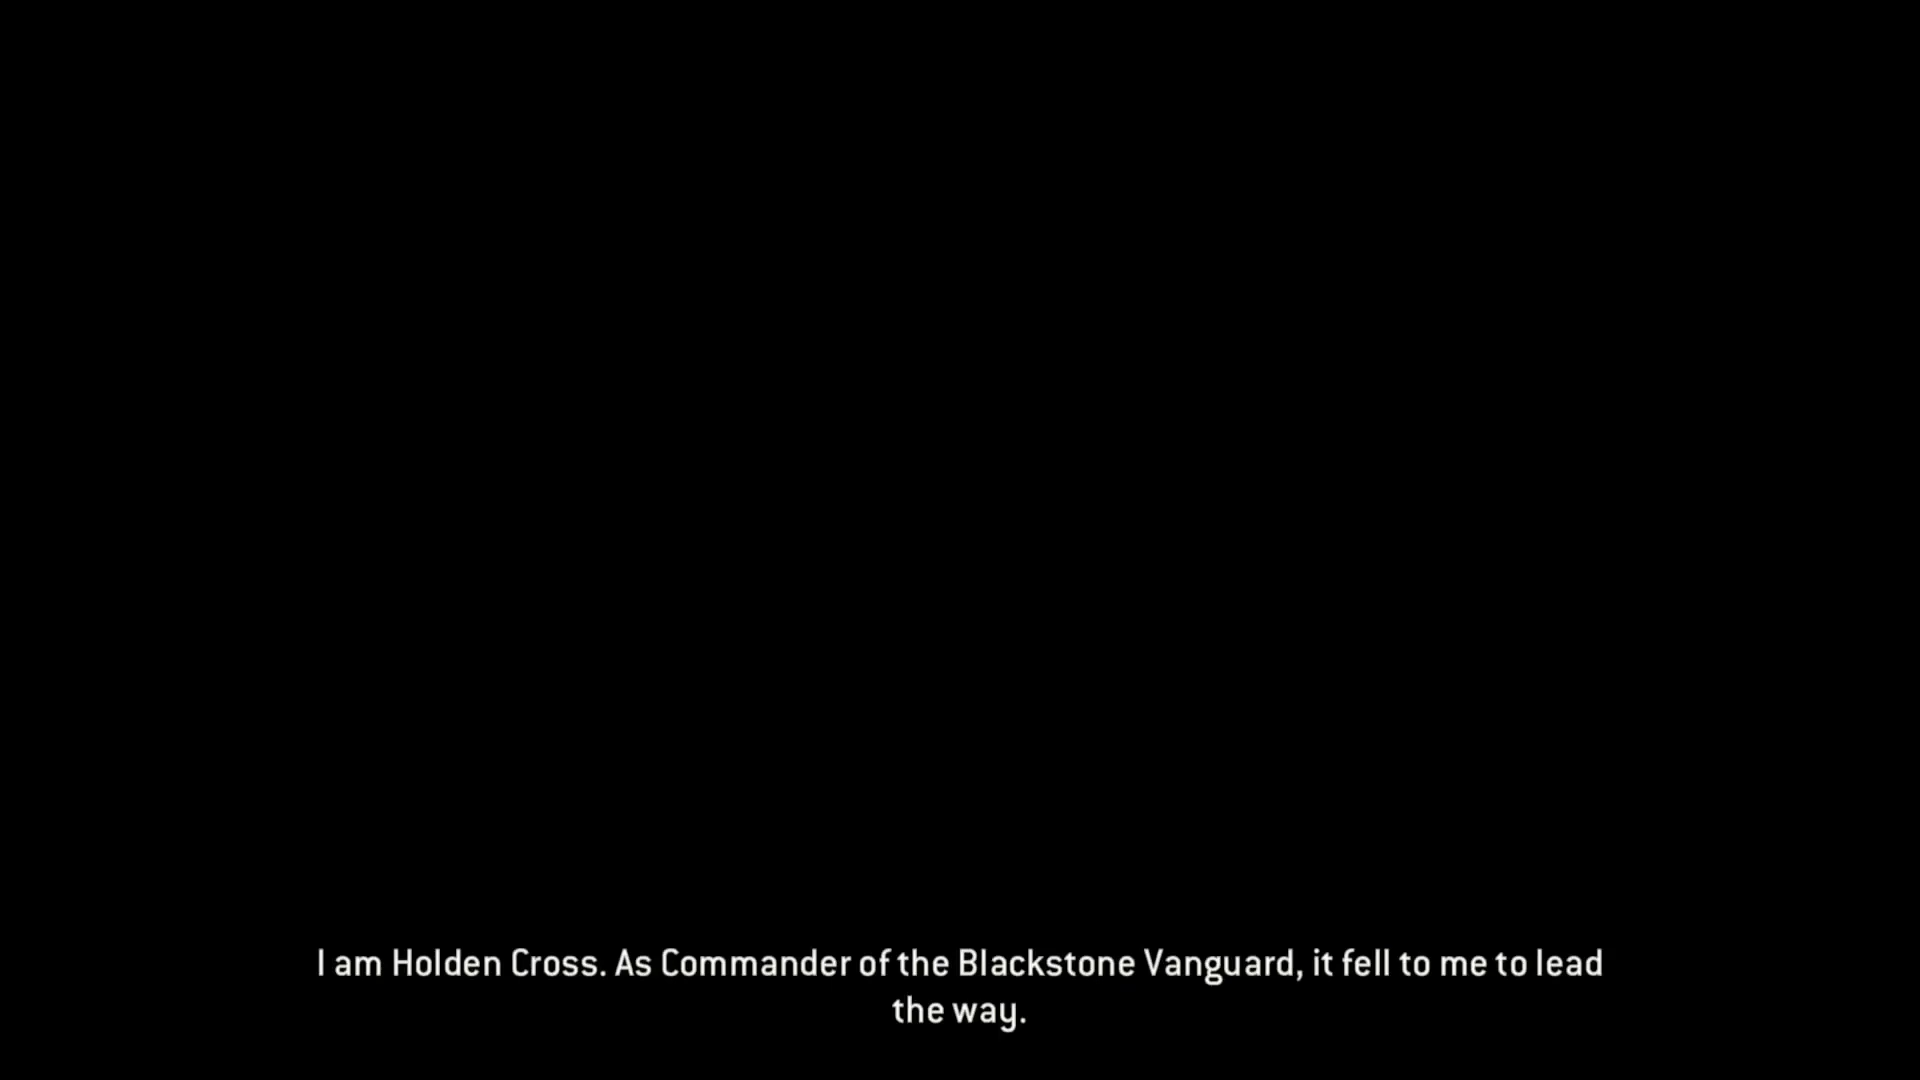 I am Holden Cross. As Commander of the Blackstone Vanguard, it fell to me to lead
the way.